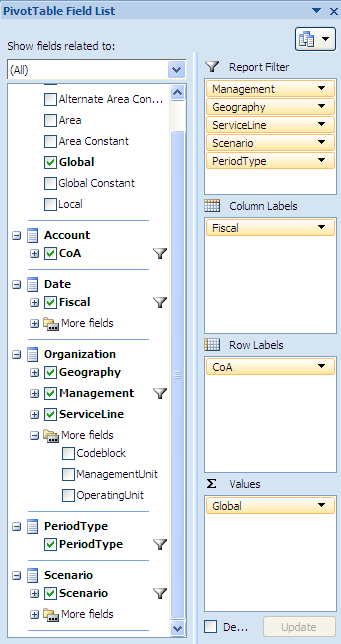 PivotTable Field List
Show fields related to:
(All)
Alternate Area Con...
Area
Area Constant
Global
Global Constant
Local
Account
CoA
Date
Fiscal
More fields
Organization
Geography
Management
ServiceLine
More fields
Codeblock
ManagementUnit
OperatingUnit
PeriodType
PeriodType
Scenario
Scenario
More fields
Report Filter
Management
Geography
ServiceLine
Scenario
PeriodType
Column Labels
Fiscal
Row Labels
CoA
Σ Values
Global
De...
Update